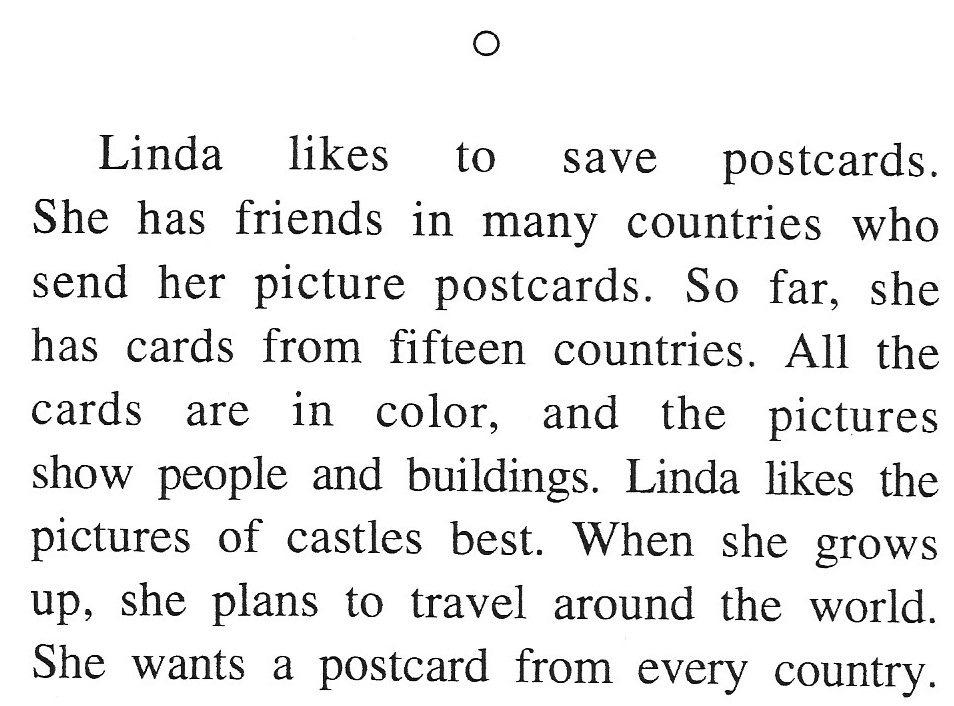 Linda likes to save postcards.
She has friends in many countries who
send her picture postcards. So far, she
has cards from fifteen countries. All the
cards are in color, and the pictures
show people and buildings. Linda likes the
pictures of castles best. When she grows
up, she plans to travel around the world.
She wants a postcard from every country.